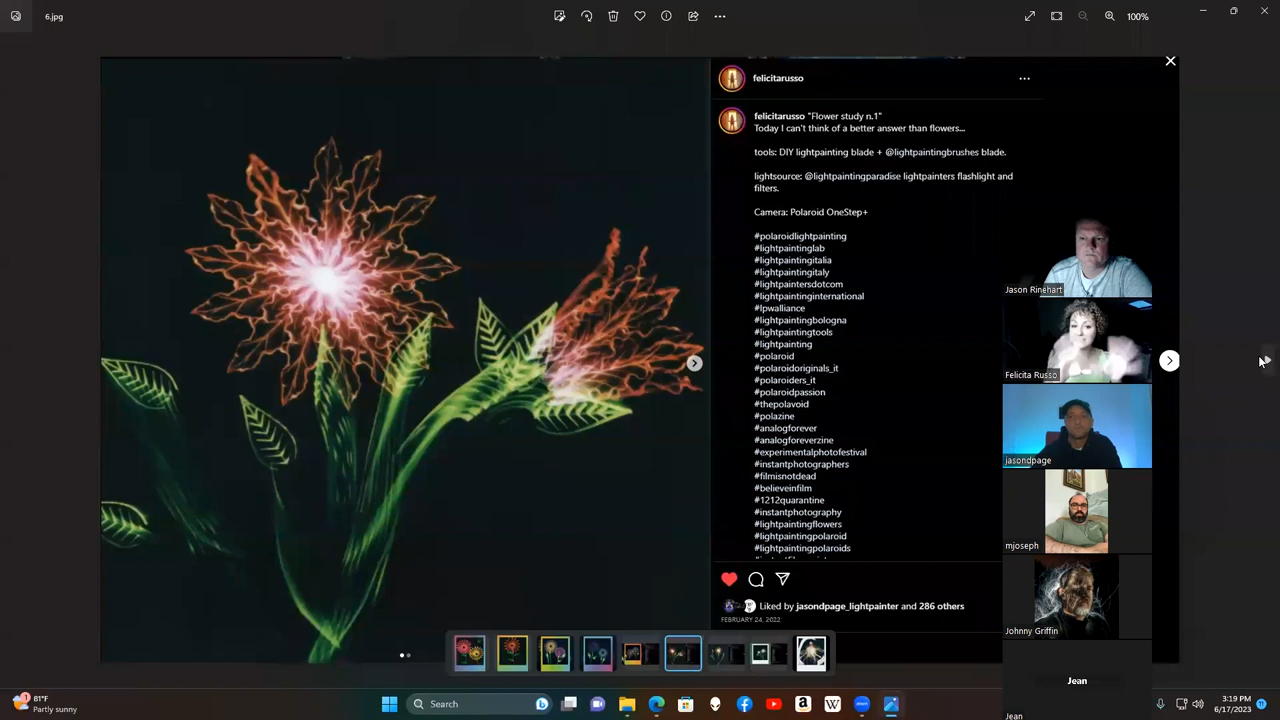 6.jpg
100%
felicitarusso
felicitarusso "Flower study n.1"
Today I can't think of a better answer than flowers...
tools: DIY lightpainting blade + @lightpaintingbrushes blade.
lightsource: @lightpaintingparadise lightpainters flashlight and
filters.
Camera: Polaroid OneStep+
#polaroidlightpainting
#lightpaintinglab
#lightpaintingitalia
#lightpaintingitaly
#lightpaintersdotcom
#lightpaintinginternational
#lpwalliance
#lightpaintingbologna
#lightpaintingtools
#lightpainting
#polaroid
#polaroidoriginals_it
#polaroiders_it
#polaroidpassion
#thepolavoid
#polazine
#analogforever
#analogforeverzine
#experimentalphotofestival
#instantphotographers
#filmisnotdead
#believeinfilm
#1212quarantine
#instantphotography
#lightpaintingflowers
#lightpaintingpolaroid
#lightpaintingpolaroids
Liked by jasondpage_lightpainter and 286 others
FEBRUARY 24, 2022
Jason Rinehart
Felicita Russo
jasondpage
mjoseph
Johnny Griffin
Jean
Jean
1
81°F
Partly sunny
Search
zoom
3:19 PM
6/17/2023